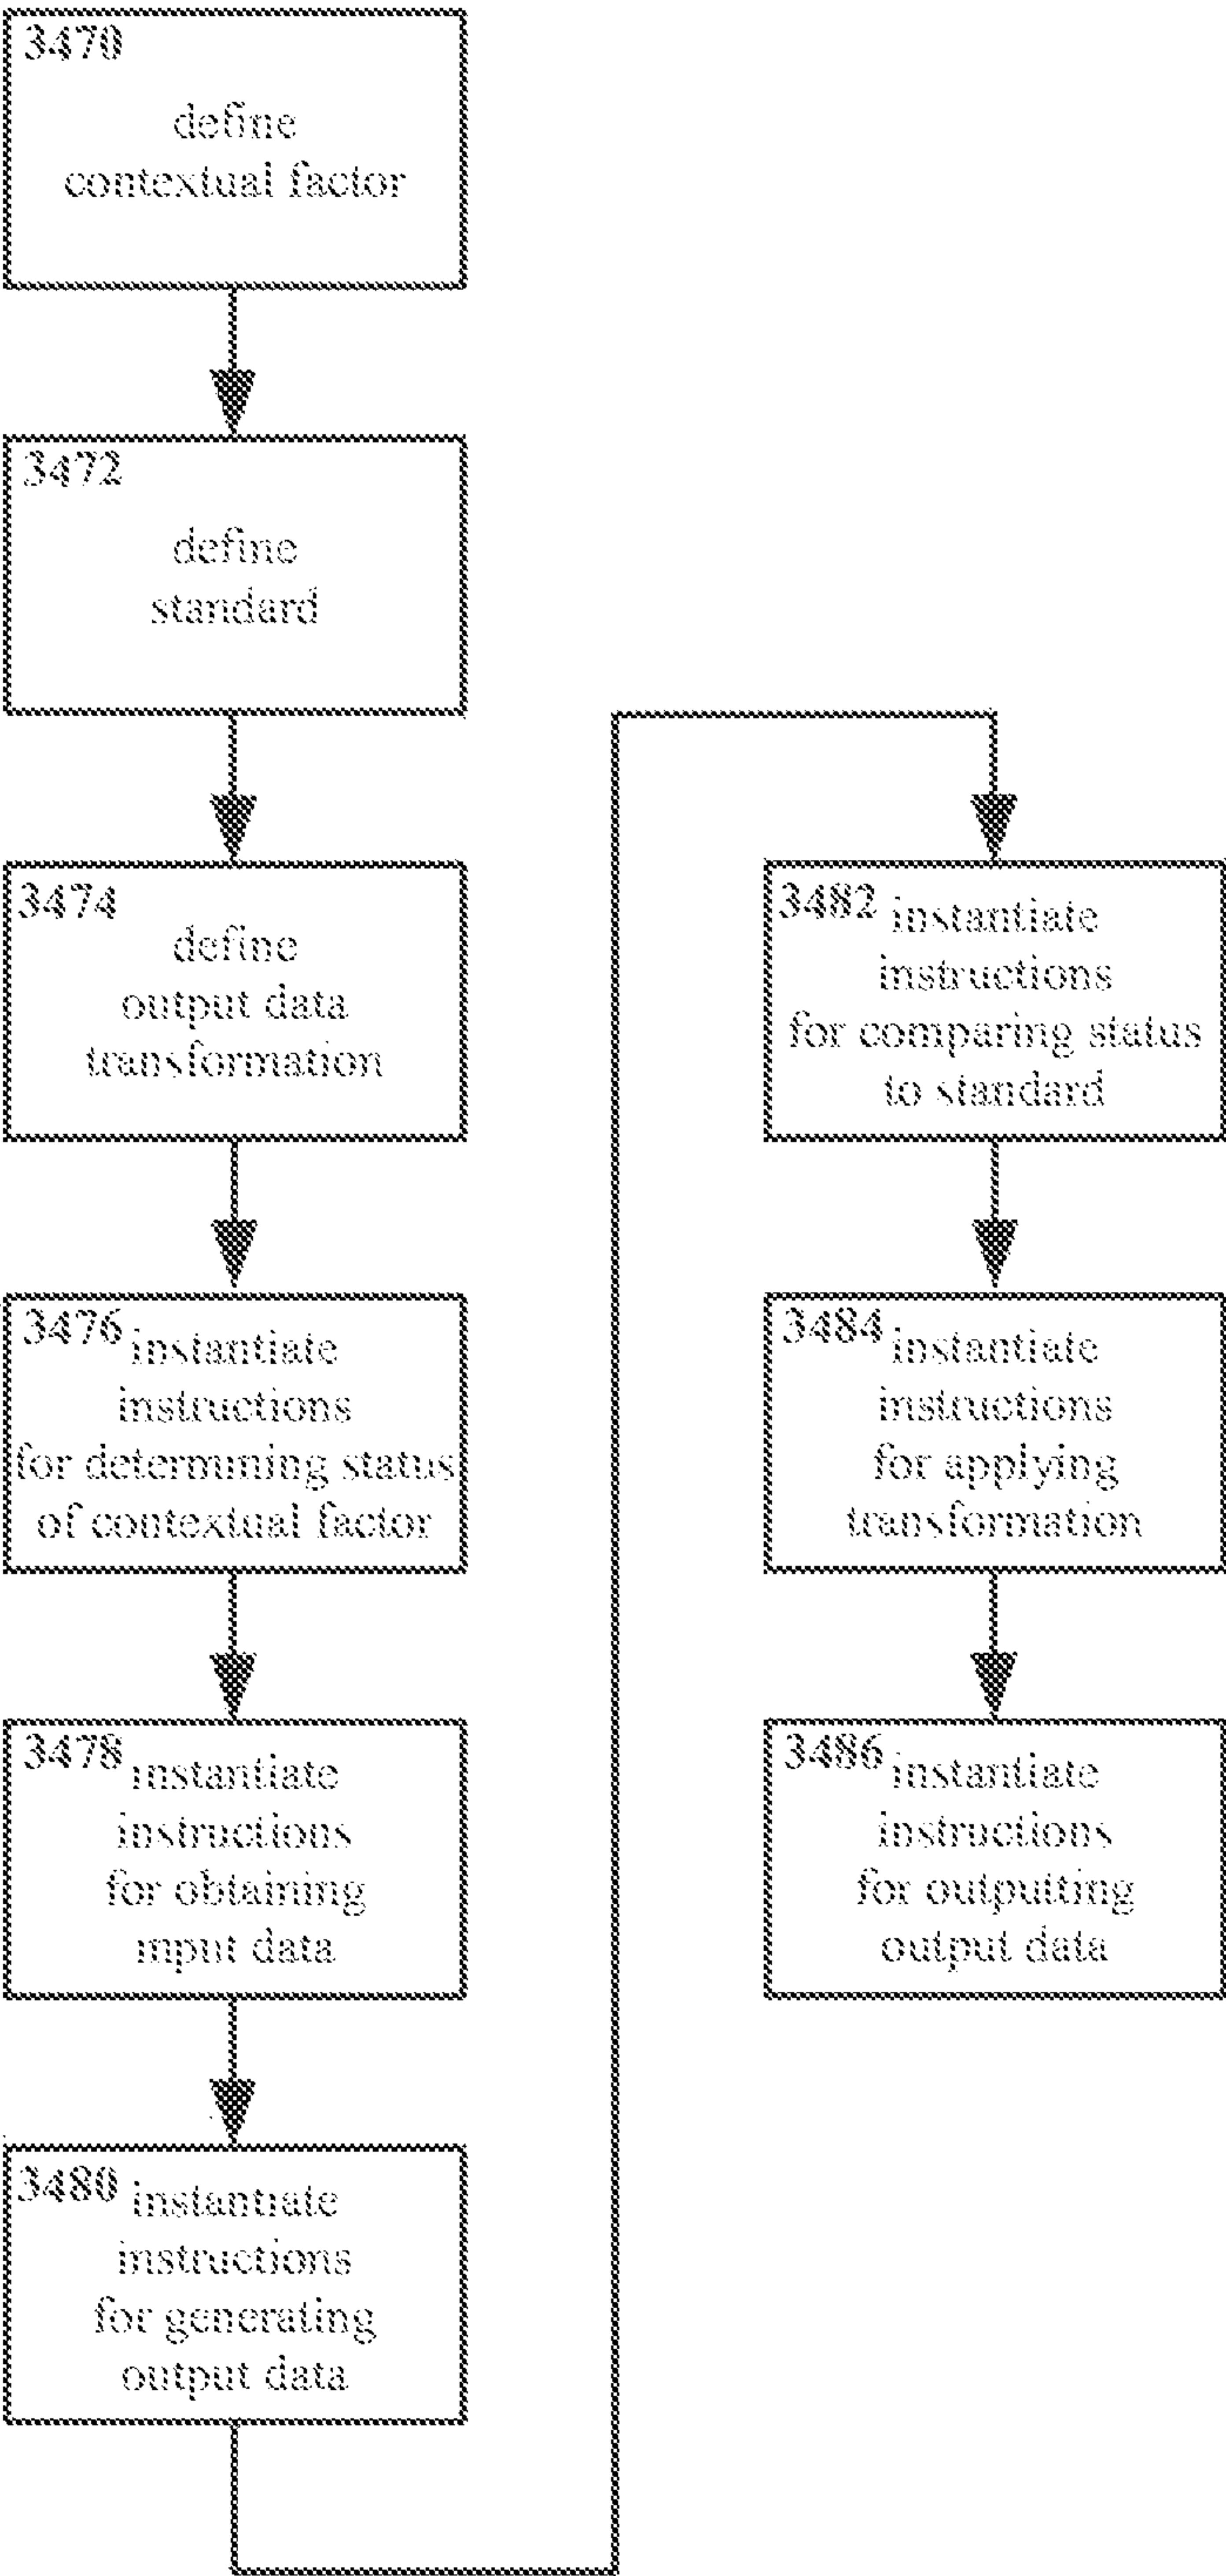 3470
define
contextual factor
3472
define
standard
3474
define
output data
transformation
3476 instantiate
instructions
for determining status
of contextual factor
3478 instantiate
instructions
for obtaining
input data
3480 instantiate
instructions
for generating
output data
3482 instantiate
instructions
for comparing status
to standard
3484 instantiate
instructions
for applying
transformation
3486 instantiate
instructions
for outputting
output data